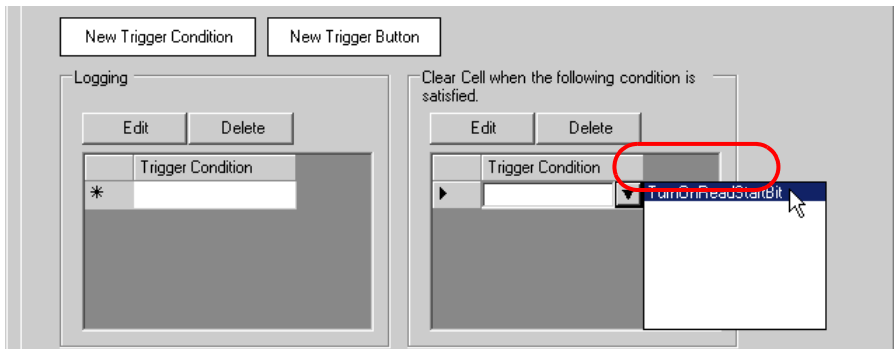 New Trigger Condition
New Trigger Button
Logging
Clear Cell when the following condition is
satisfied.
Edit
Delete
Edit
Delete
Trigger Condition
Trigger Condition
TurnOnReadStartBit